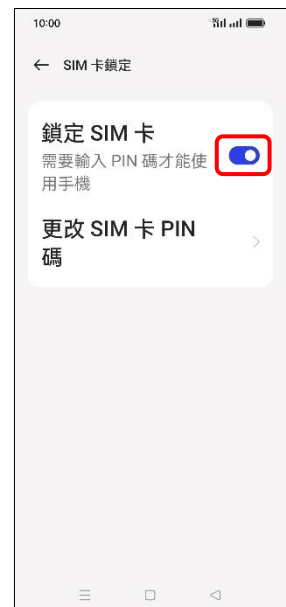 10:00
SIM 卡鎖定
鎖定 SIM 卡
需要輸入 PIN 碼才能使
用手機
更改 SIM 卡 PIN
碼